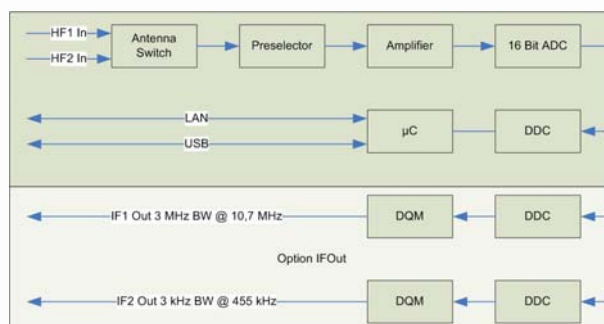 HF1 In
HF2 In
Antenna
Switch
Preselector
Amplifier
16 Bit ADC
LAN
USB
µC
DDC
IF1 Out 3 MHz BW @ 10,7 MHz
DQM
DDC
Option IFOut
IF2 Out 3 kHz BW @ 455 kHz
DQM
DDC